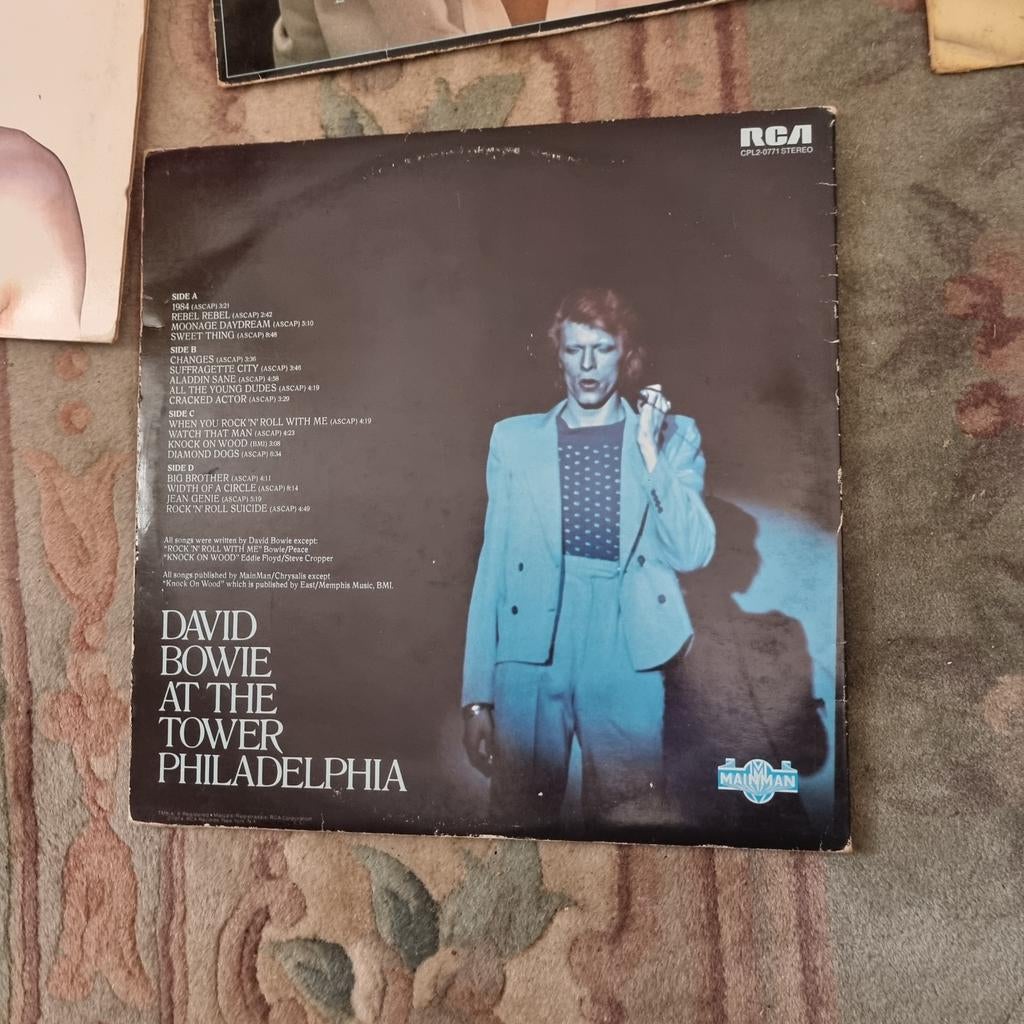 RCA
CPL2-0771 STEREO
SIDE A
1984 (ASCAP) 3:21
REBEL REBEL (ASCAP) 2:42
MOONAGE DAYDREAM (ASCAP) 5:10
SWEET THING (ASCAP) 8:48
SIDE B
CHANGES (ASCAP) 3:36
SUFFRAGETTE CITY (ASCAP) 3:46
ALADDIN SANE (ASCAP) 4:58
ALL THE YOUNG DUDES (ASCAP) 4:19
CRACKED ACTOR (ASCAP) 3:29
SIDE C
WHEN YOU ROCK 'N' ROLL WITH ME (ASCAP) 4:19
WATCH THAT MAN (ASCAP) 4:23
KNOCK ON WOOD (BMI) 3:08
DIAMOND DOGS (ASCAP) 6:34
SIDE D
BIG BROTHER (ASCAP) 4:11
WIDTH OF A CIRCLE (ASCAP) 8:14
JEAN GENIE (ASCAP) 5:19
ROCK 'N' ROLL SUICIDE (ASCAP) 4:49
All songs were written by David Bowie except:
"ROCK 'N' ROLL WITH ME" Bowie/Peace
"KNOCK ON WOOD" Eddie Floyd/Steve Cropper
All songs published by MainMan/Chrysalis except
"Knock On Wood" which is published by East/Memphis Music, BMI.
DAVID
BOWIE
AT THE
TOWER
PHILADELPHIA
MAINMAN